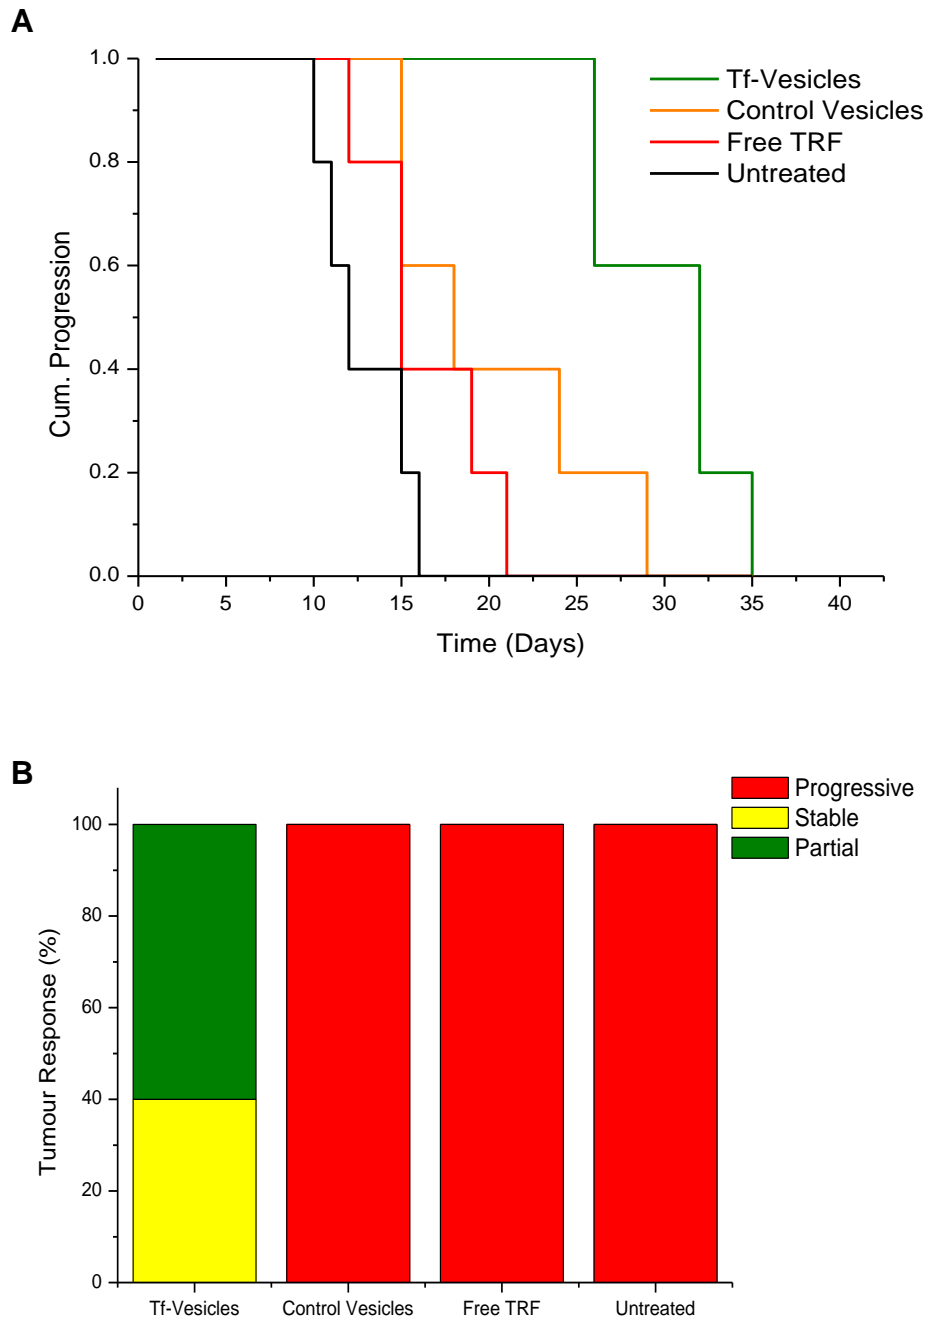 A
1.0
0.8
0.6
0.4
0.2
0.0
Cum. Progression
Tf-Vesicles
Control Vesicles
Free TRF
Untreated
0 5 10 15 20 25 30 35 40
Time (Days)
B
Progressive
Stable
Partial
100
80
60
40
20
0
Tumour Response (%)
Tf-Vesicles Control Vesicles Free TRF Untreated